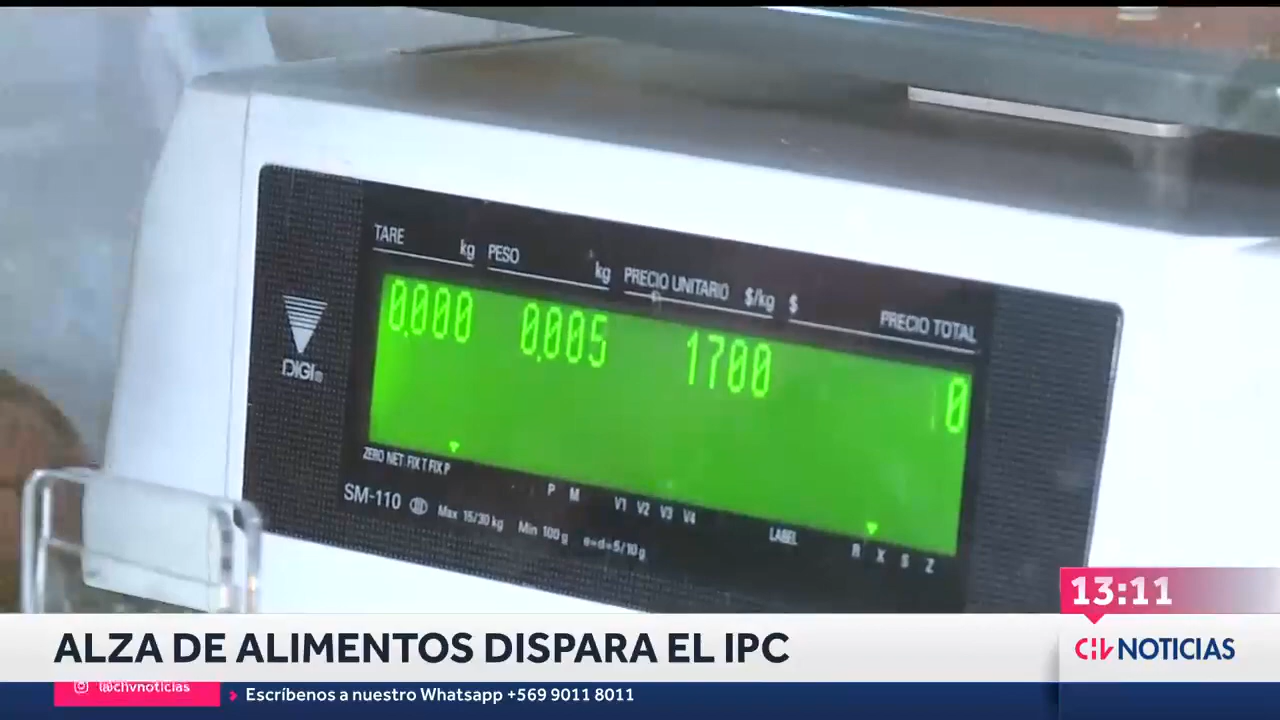 TARE kg PESO kg PRECIO UNITARIO $/kg $ PRECIO TOTAL
0.000 0.005 1700 0
DIGI®
ZERO NET FIX T FIX P
P M V1 V2 V3 V4 LABEL R X S Z
SM-110 Max 15/30 kg Min 100 g e=d=5/10 g
13:11
ALZA DE ALIMENTOS DISPARA EL IPC
CHV NOTICIAS
@chvnoticias
Escríbenos a nuestro Whatsapp +569 9011 8011